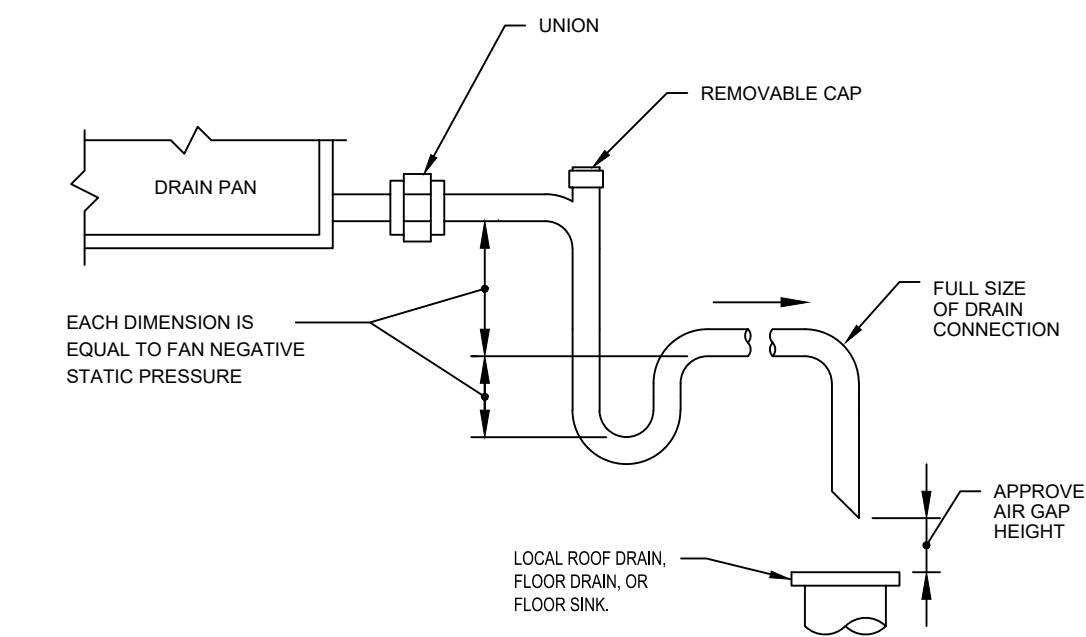 UNION
REMOVABLE CAP
DRAIN PAN
EACH DIMENSION IS
EQUAL TO FAN NEGATIVE
STATIC PRESSURE
FULL SIZE
OF DRAIN
CONNECTION
APPROVE
AIR GAP
HEIGHT
LOCAL ROOF DRAIN,
FLOOR DRAIN, OR
FLOOR SINK.